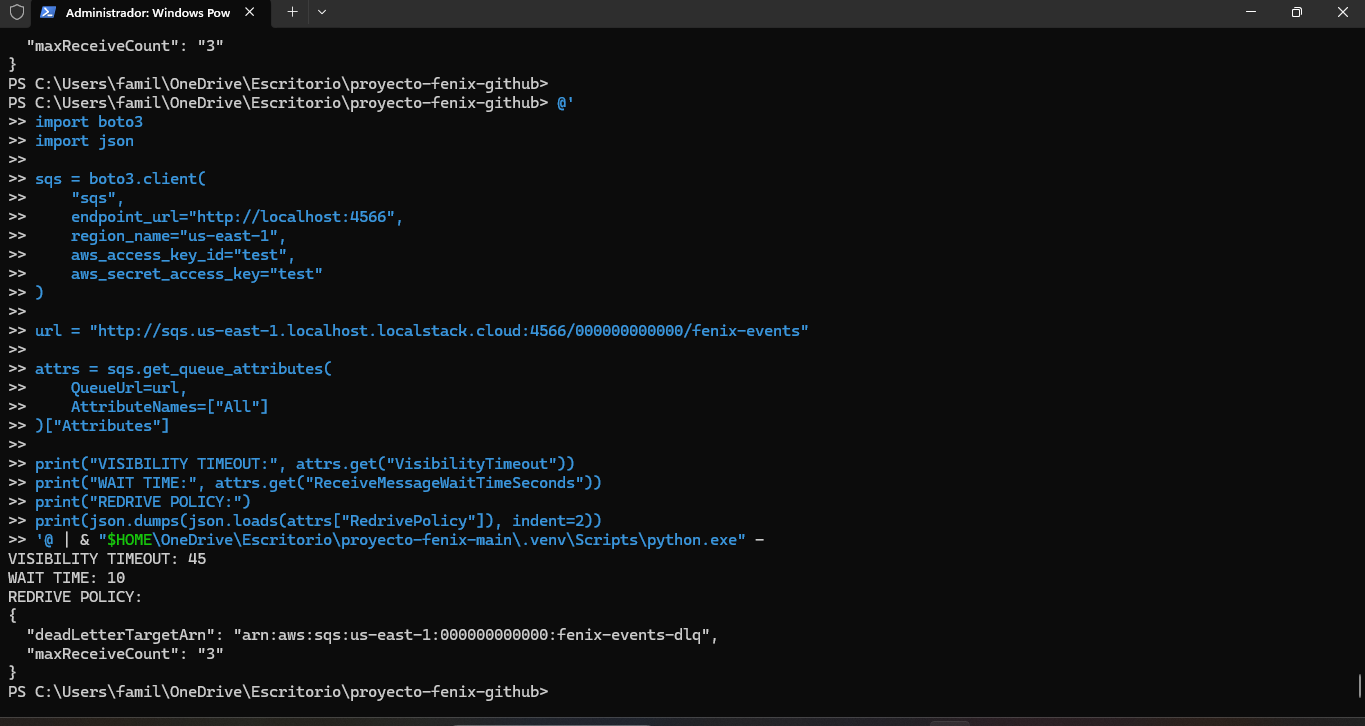 Administrador: Windows Pow
  "maxReceiveCount": "3"
}
PS C:\Users\famil\OneDrive\Escritorio\proyecto-fenix-github>
PS C:\Users\famil\OneDrive\Escritorio\proyecto-fenix-github> @'
>> import boto3
>> import json
>>
>> sqs = boto3.client(
>>     "sqs",
>>     endpoint_url="http://localhost:4566",
>>     region_name="us-east-1",
>>     aws_access_key_id="test",
>>     aws_secret_access_key="test"
>> )
>>
>> url = "http://sqs.us-east-1.localhost.localstack.cloud:4566/000000000000/fenix-events"
>>
>> attrs = sqs.get_queue_attributes(
>>     QueueUrl=url,
>>     AttributeNames=["All"]
>> )["Attributes"]
>>
>> print("VISIBILITY TIMEOUT:", attrs.get("VisibilityTimeout"))
>> print("WAIT TIME:", attrs.get("ReceiveMessageWaitTimeSeconds"))
>> print("REDRIVE POLICY:")
>> print(json.dumps(json.loads(attrs["RedrivePolicy"]), indent=2))
>> '@ | & "$HOME\OneDrive\Escritorio\proyecto-fenix-main\.venv\Scripts\python.exe" -
VISIBILITY TIMEOUT: 45
WAIT TIME: 10
REDRIVE POLICY:
{
  "deadLetterTargetArn": "arn:aws:sqs:us-east-1:000000000000:fenix-events-dlq",
  "maxReceiveCount": "3"
}
PS C:\Users\famil\OneDrive\Escritorio\proyecto-fenix-github>